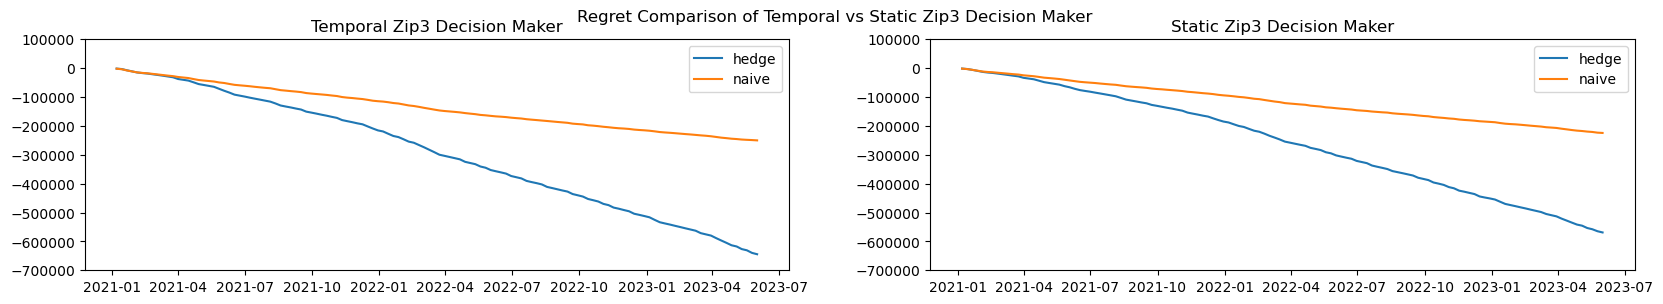 Regret Comparison of Temporal vs Static Zip3 Decision Maker
Temporal Zip3 Decision Maker
100000
0
−100000
−200000
−300000
−400000
−500000
−600000
−700000
2021-01 2021-04 2021-07 2021-10 2022-01 2022-04 2022-07 2022-10 2023-01 2023-04 2023-07
hedge
naive
Static Zip3 Decision Maker
100000
0
−100000
−200000
−300000
−400000
−500000
−600000
−700000
2021-01 2021-04 2021-07 2021-10 2022-01 2022-04 2022-07 2022-10 2023-01 2023-04 2023-07
hedge
naive